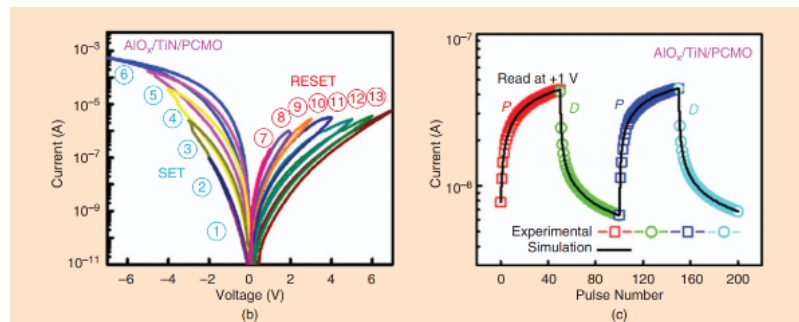 10⁻³
10⁻⁵
10⁻⁷
10⁻⁹
10⁻¹¹
Current (A)
AlOₓ/TiN/PCMO
RESET
SET
1
2
3
4
5
6
7
8
9
10
11
12
13
−6 −4 −2 0 2 4 6
Voltage (V)
(b)
10⁻⁷
10⁻⁸
Current (A)
AlOₓ/TiN/PCMO
Read at +1 V
P D P D
Experimental
Simulation
0 40 80 120 160 200
Pulse Number
(c)